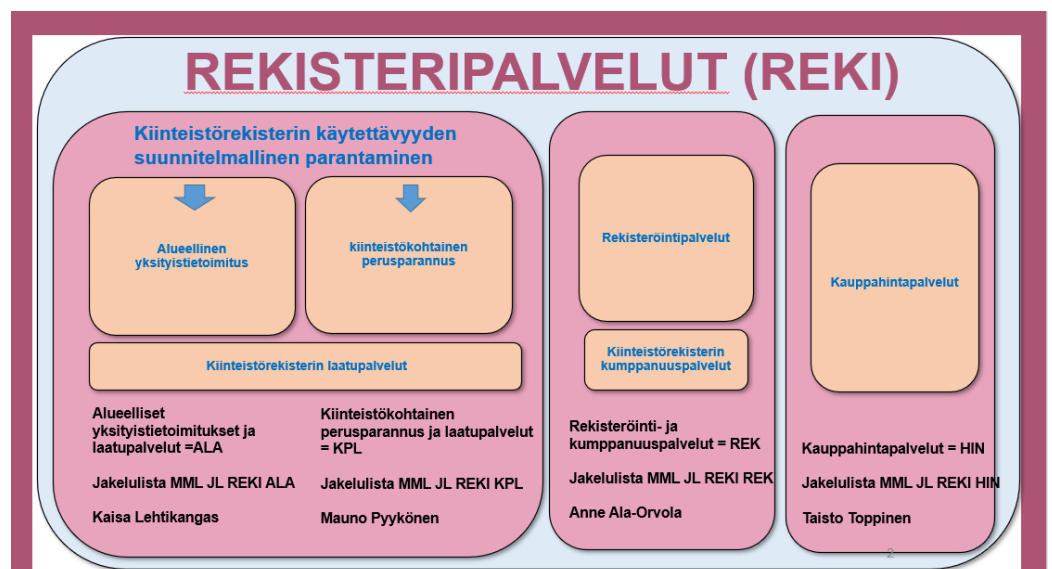 REKISTERIPALVELUT (REKI)
Kiinteistörekisterin käytettävyyden
suunnitelmallinen parantaminen
Alueellinen
yksityistietoimitus
kiinteistökohtainen
perusparannus
Kiinteistörekisterin laatupalvelut
Alueelliset
yksityistietoimitukset ja
laatupalvelut =ALA
Jakelulista MML JL REKI ALA
Kaisa Lehtikangas
Kiinteistökohtainen
perusparannus ja laatupalvelut
= KPL
Jakelulista MML JL REKI KPL
Mauno Pyykönen
Rekisteröintipalvelut
Kiinteistörekisterin
kumppanuuspalvelut
Rekisteröinti- ja
kumppanuuspalvelut = REK
Jakelulista MML JL REKI REK
Anne Ala-Orvola
Kauppahintapalvelut
Kauppahintapalvelut = HIN
Jakelulista MML JL REKI HIN
Taisto Toppinen
2